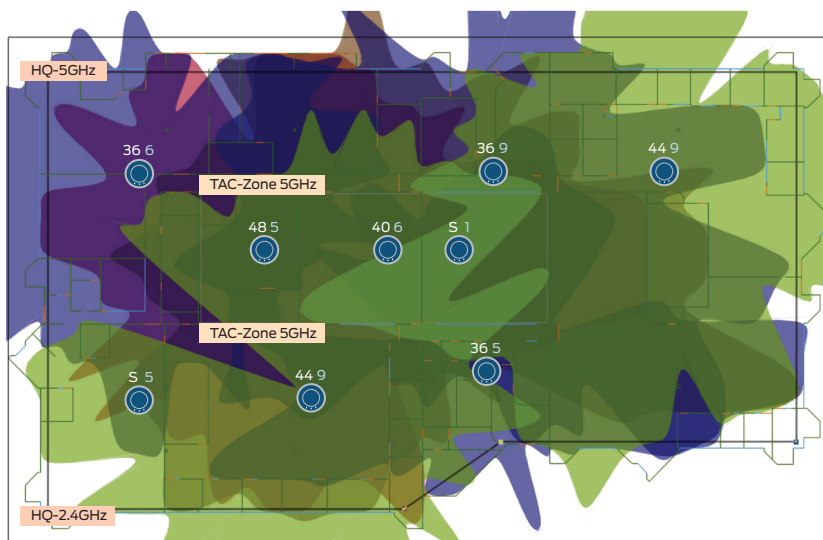 HQ-5GHz
36 6
36 9
44 9
TAC-Zone 5GHz
48 5
40 6
S 1
TAC-Zone 5GHz
36 5
S 5
44 9
HQ-2.4GHz